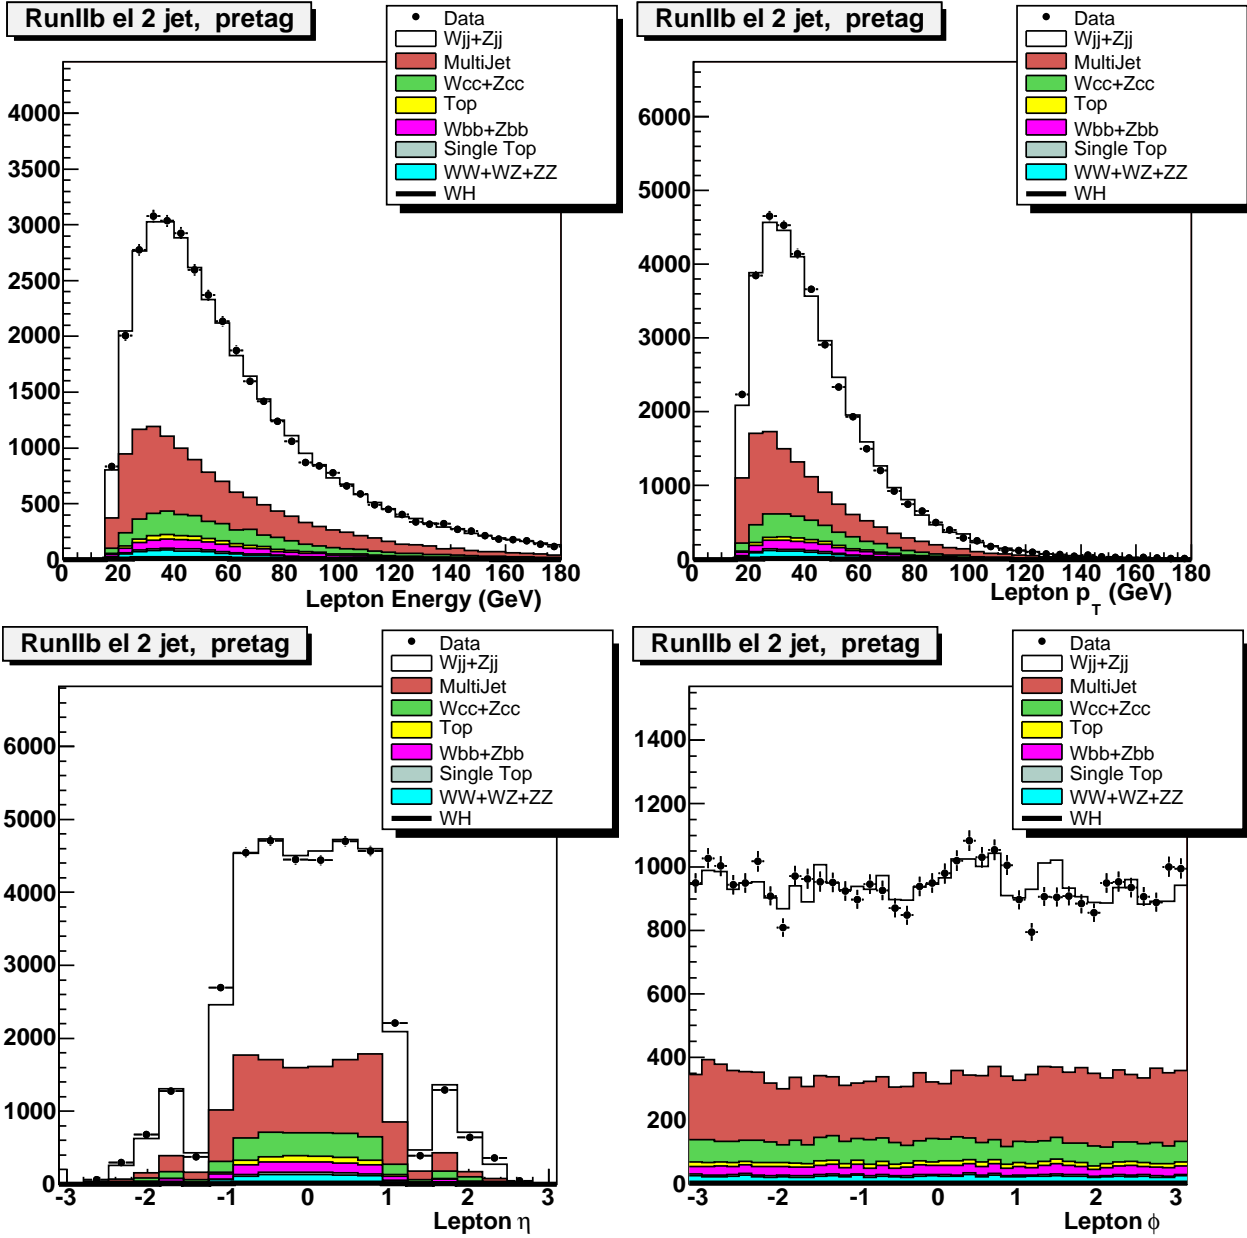 RunIIb el 2 jet, pretag
Data
Wjj+Zjj
MultiJet
Wcc+Zcc
Top
Wbb+Zbb
Single Top
WW+WZ+ZZ
WH
4000
3500
3000
2500
2000
1500
1000
500
0
0 20 40 60 80 100 120 140 160 180
Lepton Energy (GeV)
RunIIb el 2 jet, pretag
Data
Wjj+Zjj
MultiJet
Wcc+Zcc
Top
Wbb+Zbb
Single Top
WW+WZ+ZZ
WH
6000
5000
4000
3000
2000
1000
0
0 20 40 60 80 100 120 140 160 180
Lepton p_T (GeV)
RunIIb el 2 jet, pretag
Data
Wjj+Zjj
MultiJet
Wcc+Zcc
Top
Wbb+Zbb
Single Top
WW+WZ+ZZ
WH
6000
5000
4000
3000
2000
1000
0
-3 -2 -1 0 1 2 3
Lepton η
RunIIb el 2 jet, pretag
Data
Wjj+Zjj
MultiJet
Wcc+Zcc
Top
Wbb+Zbb
Single Top
WW+WZ+ZZ
WH
1400
1200
1000
800
600
400
200
0
-3 -2 -1 0 1 2 3
Lepton ϕ